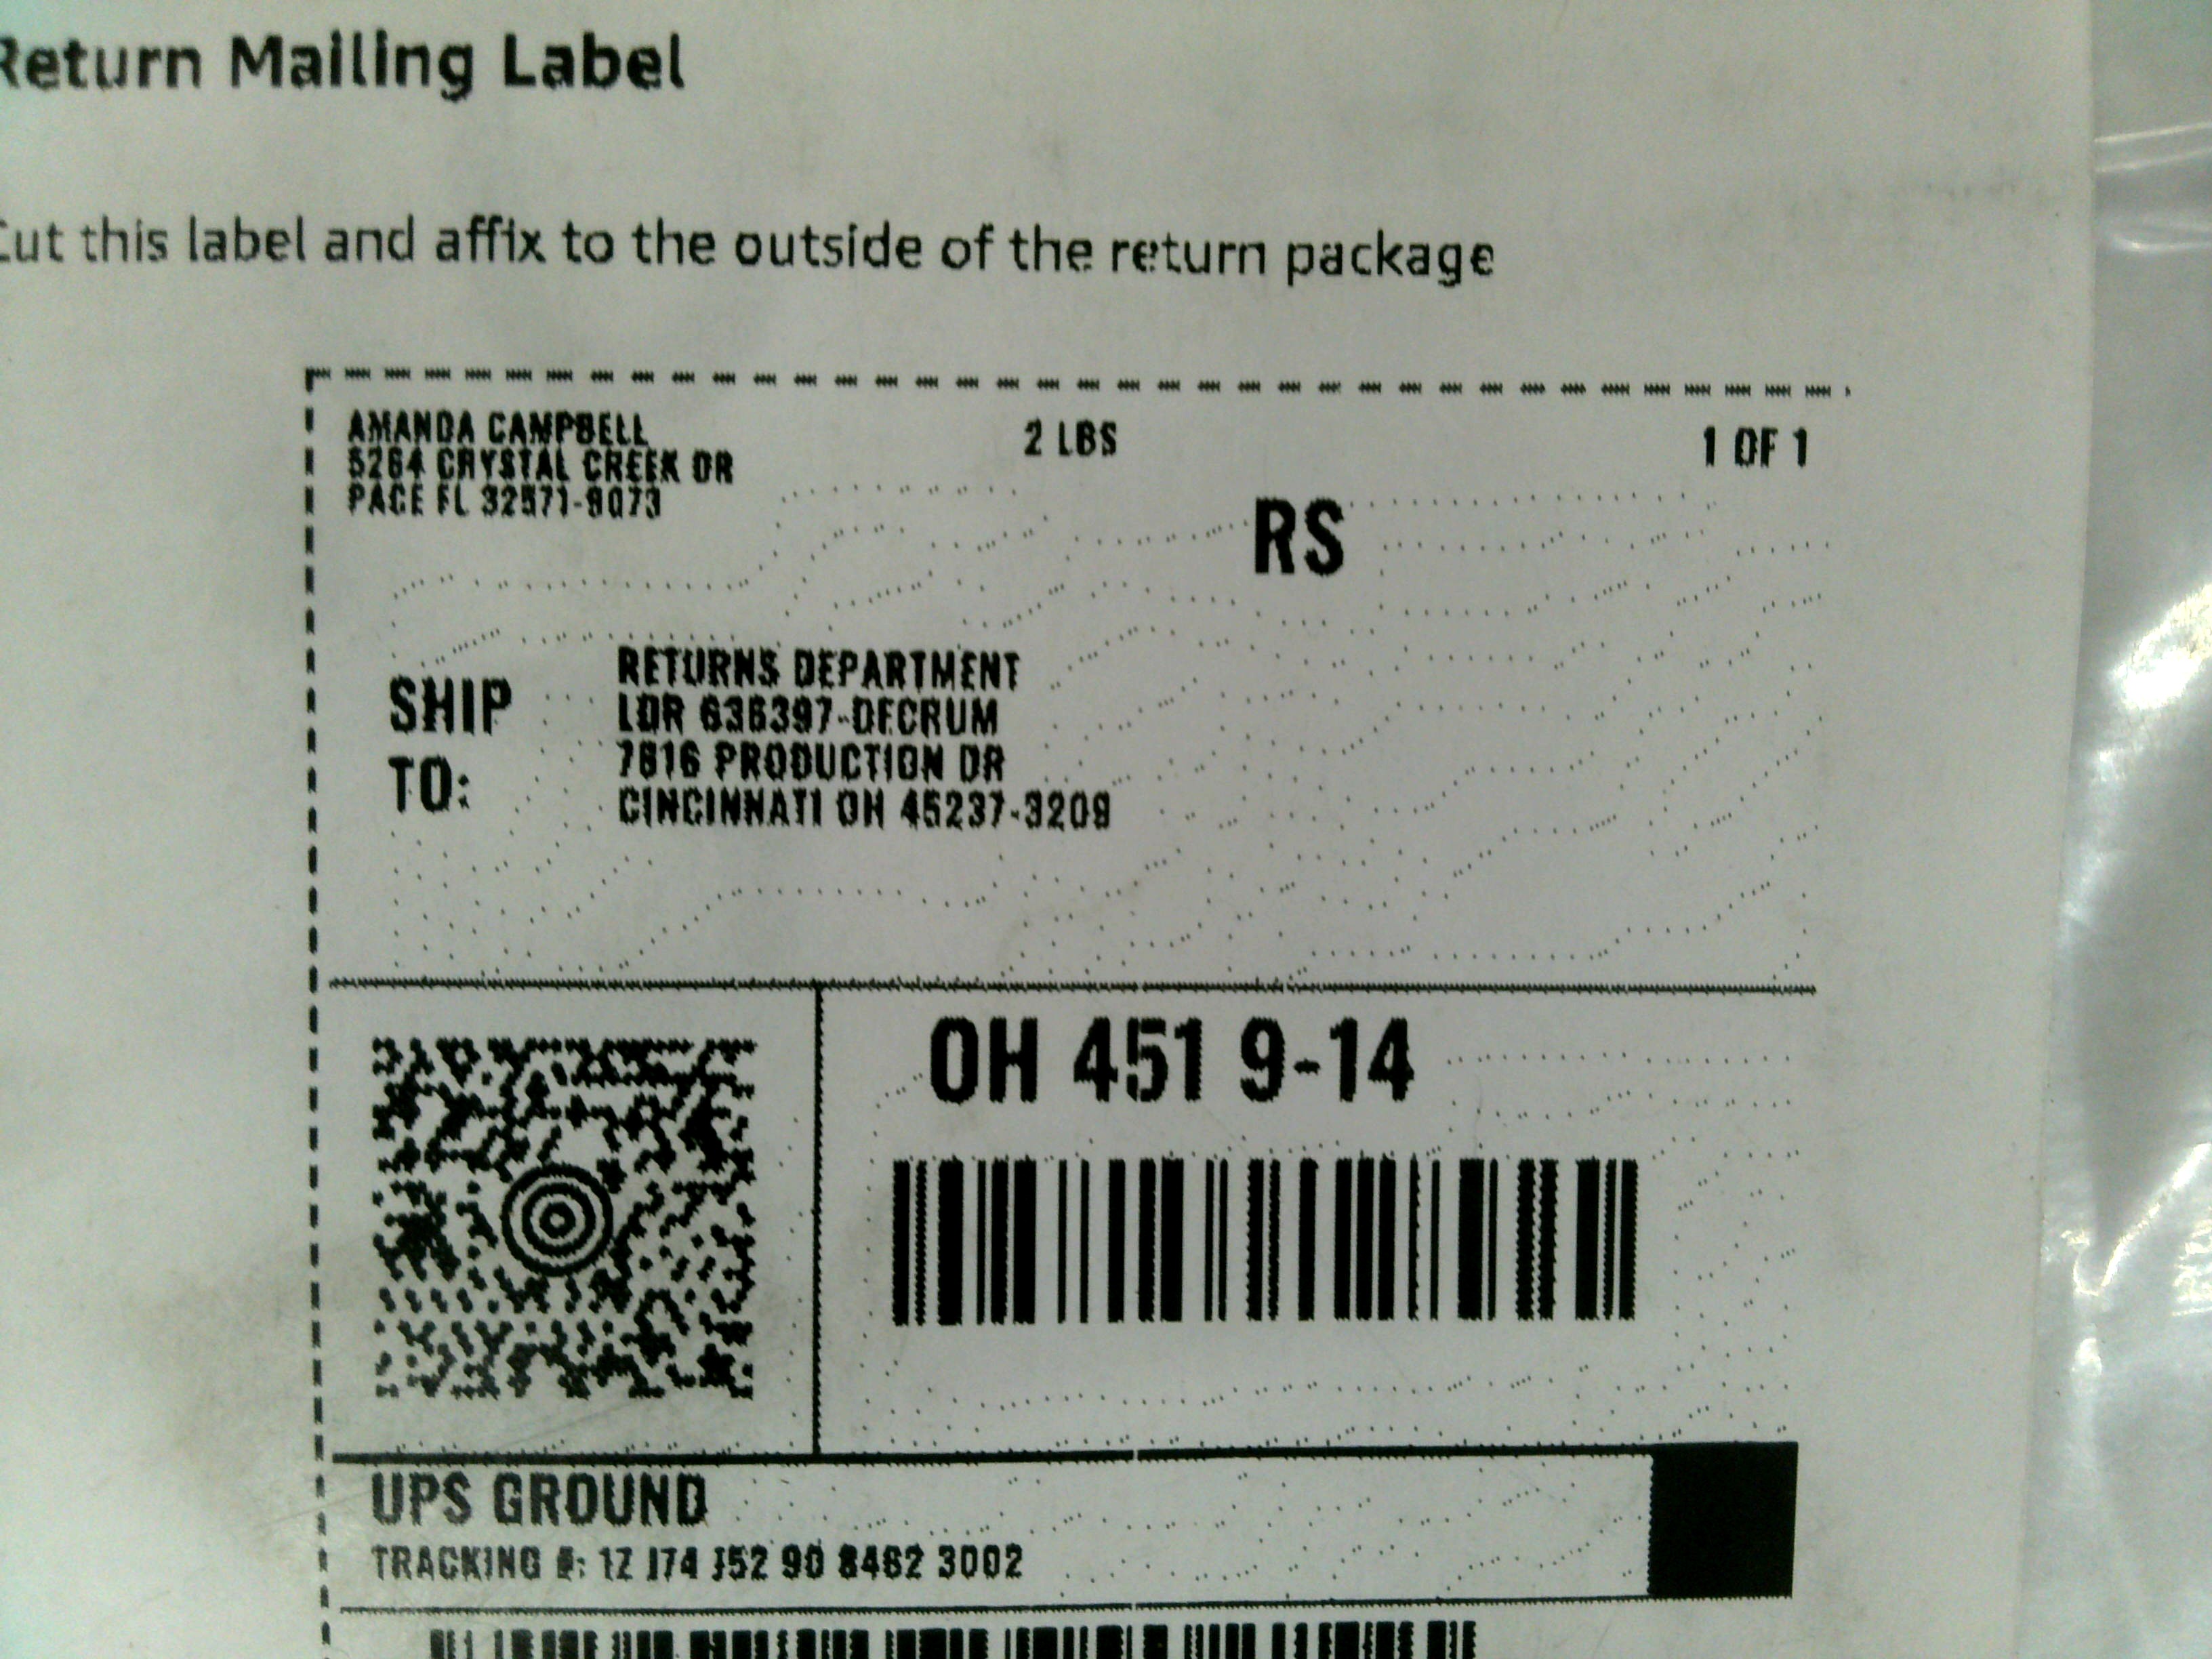 Return Mailing Label
Cut this label and affix to the outside of the return package
AMANDA CAMPBELL
5264 CRYSTAL CREEK DR
PACE FL 32571-9073
2 LBS
1 OF 1
RS
SHIP
TO:
RETURNS DEPARTMENT
LDR 636397-DECRUM
7816 PRODUCTION DR
CINCINNATI OH 45237-3209
OH 451 9-14
UPS GROUND
TRACKING #: 1Z J74 J52 90 8462 3002